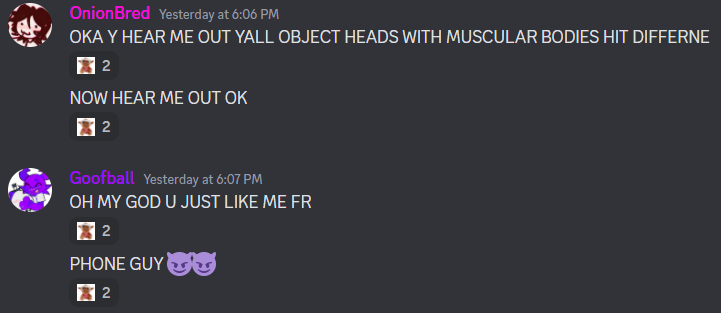 OnionBred Yesterday at 6:06 PM
OKA Y HEAR ME OUT YALL OBJECT HEADS WITH MUSCULAR BODIES HIT DIFFERNE
2
NOW HEAR ME OUT OK
2
Goofball Yesterday at 6:07 PM
OH MY GOD U JUST LIKE ME FR
2
PHONE GUY 😈😈
2